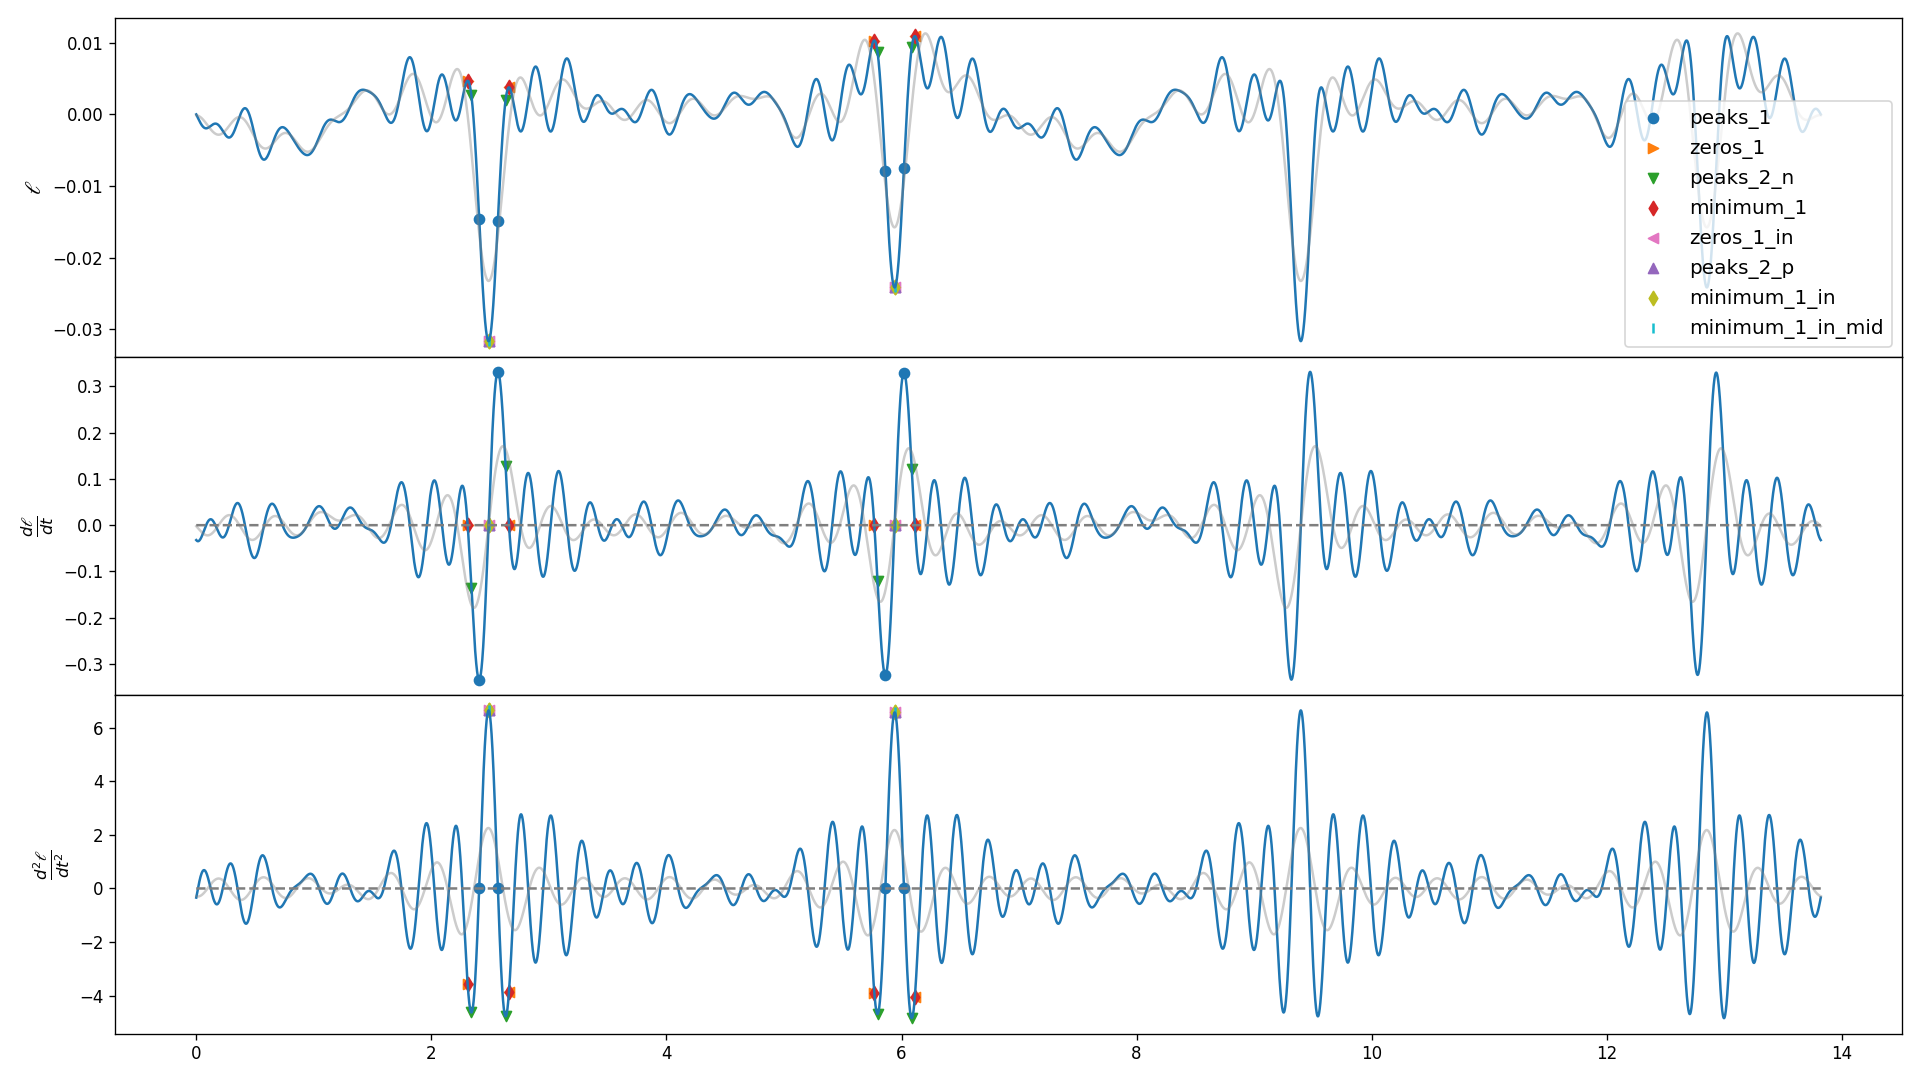 0.01
0.00
−0.01
−0.02
−0.03
ℓ
peaks_1
zeros_1
peaks_2_n
minimum_1
zeros_1_in
peaks_2_p
minimum_1_in
minimum_1_in_mid
0.3
0.2
0.1
0.0
−0.1
−0.2
−0.3
dℓ
dt
6
4
2
0
−2
−4
d²ℓ
dt²
0 2 4 6 8 10 12 14